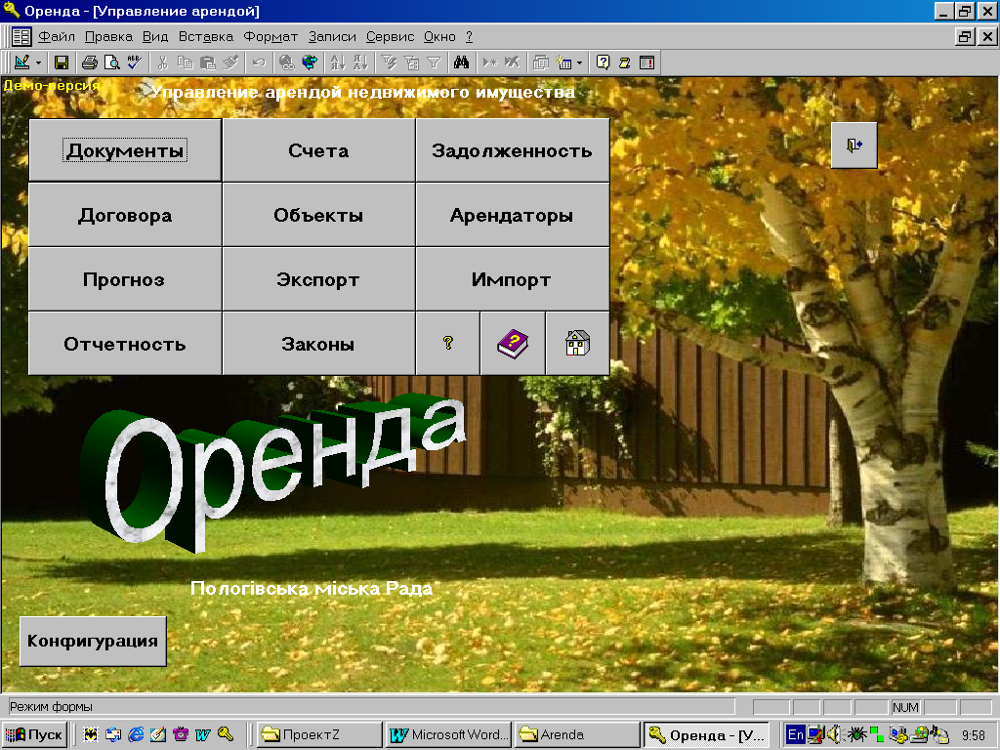 Оренда - [Управление арендой]
Файл Правка Вид Вставка Формат Записи Сервис Окно ?
Демо-версия
Управление арендой недвижимого имущества
Документы Счета Задолженность
Договора Объекты Арендаторы
Прогноз Экспорт Импорт
Отчетность Законы ? ?
Оренда
Пологівська міська Рада
Конфигурация
Режим формы NUM
Пуск ПроектZ Microsoft Word... Arenda Оренда - [У... En 9:58